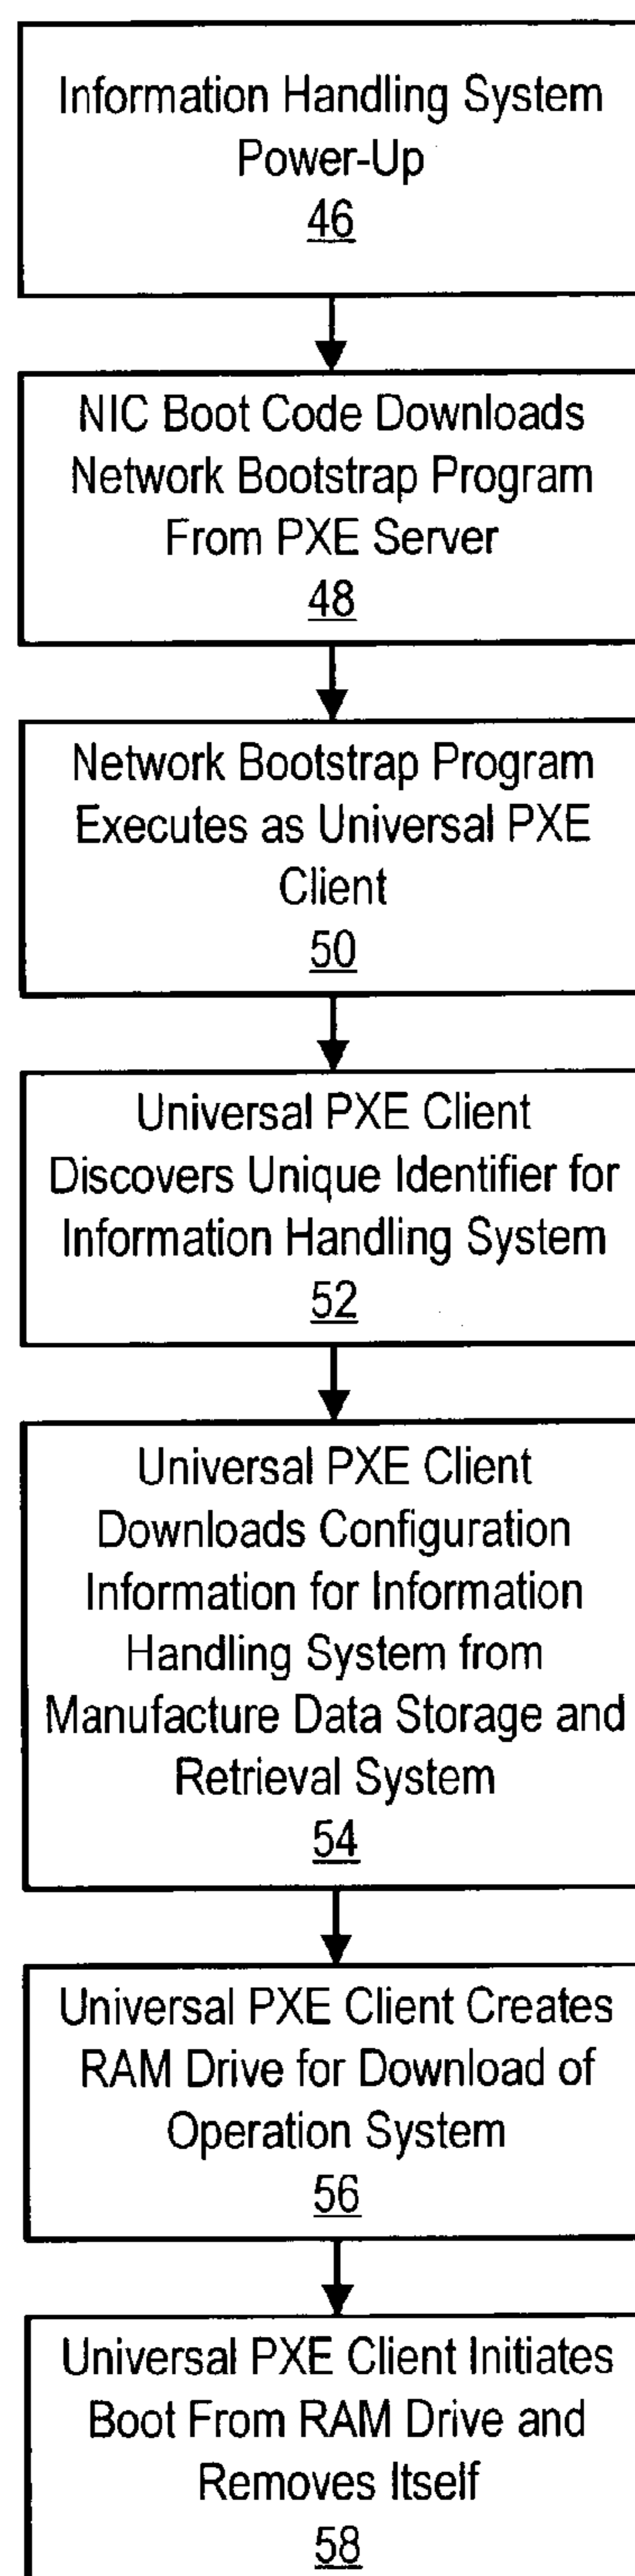 Information Handling System
Power-Up
46
NIC Boot Code Downloads
Network Bootstrap Program
From PXE Server
48
Network Bootstrap Program
Executes as Universal PXE
Client
50
Universal PXE Client
Discovers Unique Identifier for
Information Handling System
52
Universal PXE Client
Downloads Configuration
Information for Information
Handling System from
Manufacture Data Storage and
Retrieval System
54
Universal PXE Client Creates
RAM Drive for Download of
Operation System
56
Universal PXE Client Initiates
Boot From RAM Drive and
Removes Itself
58